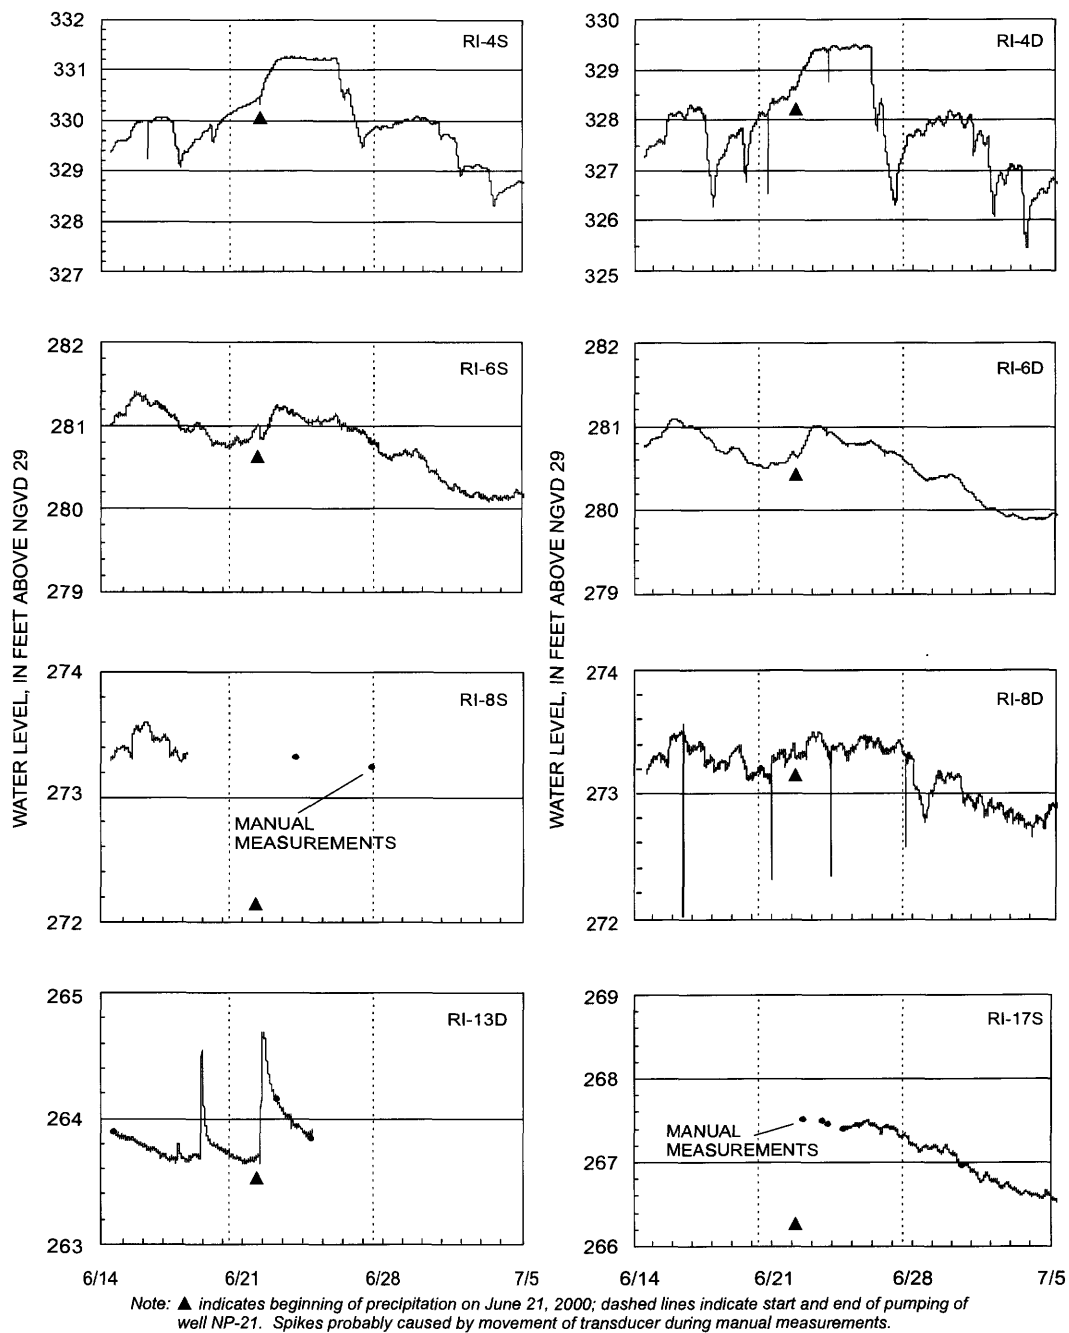 332
331
330
329
328
327
RI-4S
330
329
328
327
326
325
RI-4D
282
281
280
279
RI-6S
282
281
280
279
RI-6D
WATER LEVEL, IN FEET ABOVE NGVD 29
WATER LEVEL, IN FEET ABOVE NGVD 29
274
273
272
RI-8S
MANUAL
MEASUREMENTS
274
273
272
RI-8D
265
264
263
RI-13D
269
268
267
266
RI-17S
MANUAL
MEASUREMENTS
6/14 6/21 6/28 7/5
6/14 6/21 6/28 7/5
Note: ▲ indicates beginning of precipitation on June 21, 2000; dashed lines indicate start and end of pumping of
well NP-21. Spikes probably caused by movement of transducer during manual measurements.